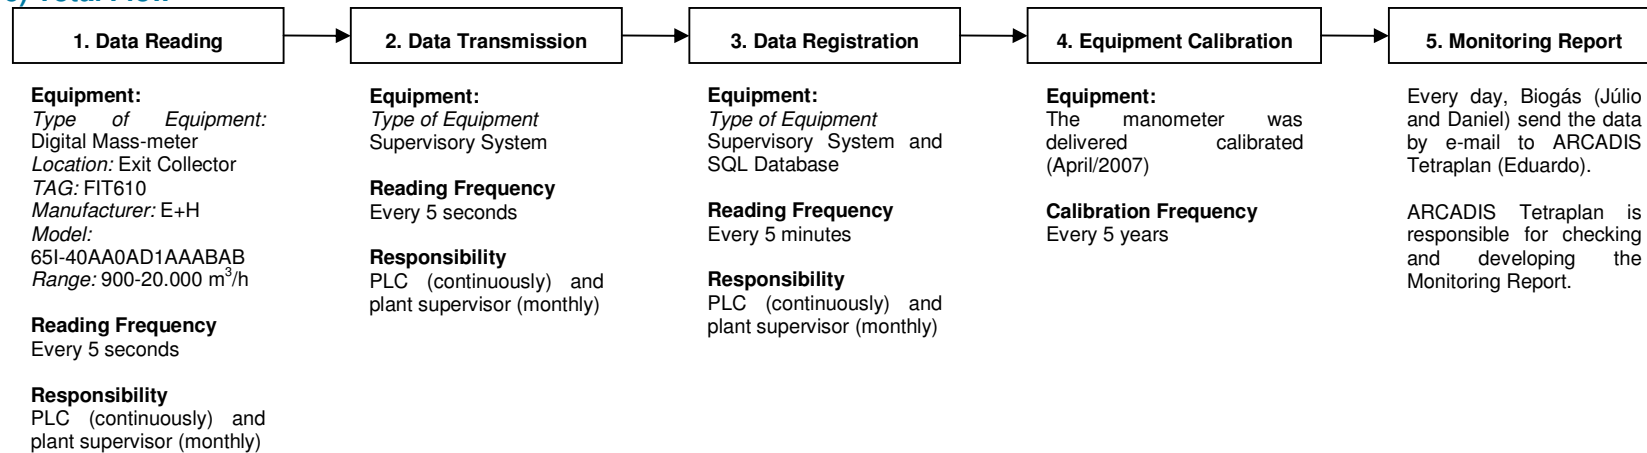 1. Data Reading
2. Data Transmission
3. Data Registration
4. Equipment Calibration
5. Monitoring Report
Equipment:
Type of Equipment:
Digital Mass-meter
Location: Exit Collector
TAG: FIT610
Manufacturer: E+H
Model:
65I-40AA0AD1AAABAB
Range: 900-20.000 m³/h
Reading Frequency
Every 5 seconds
Responsibility
PLC (continuously) and
plant supervisor (monthly)
Equipment:
Type of Equipment
Supervisory System
Reading Frequency
Every 5 seconds
Responsibility
PLC (continuously) and
plant supervisor (monthly)
Equipment:
Type of Equipment
Supervisory System and
SQL Database
Reading Frequency
Every 5 minutes
Responsibility
PLC (continuously) and
plant supervisor (monthly)
Equipment:
The manometer was
delivered calibrated
(April/2007)
Calibration Frequency
Every 5 years
Every day, Biogás (Júlio
and Daniel) send the data
by e-mail to ARCADIS
Tetraplan (Eduardo).
ARCADIS Tetraplan is
responsible for checking
and developing the
Monitoring Report.